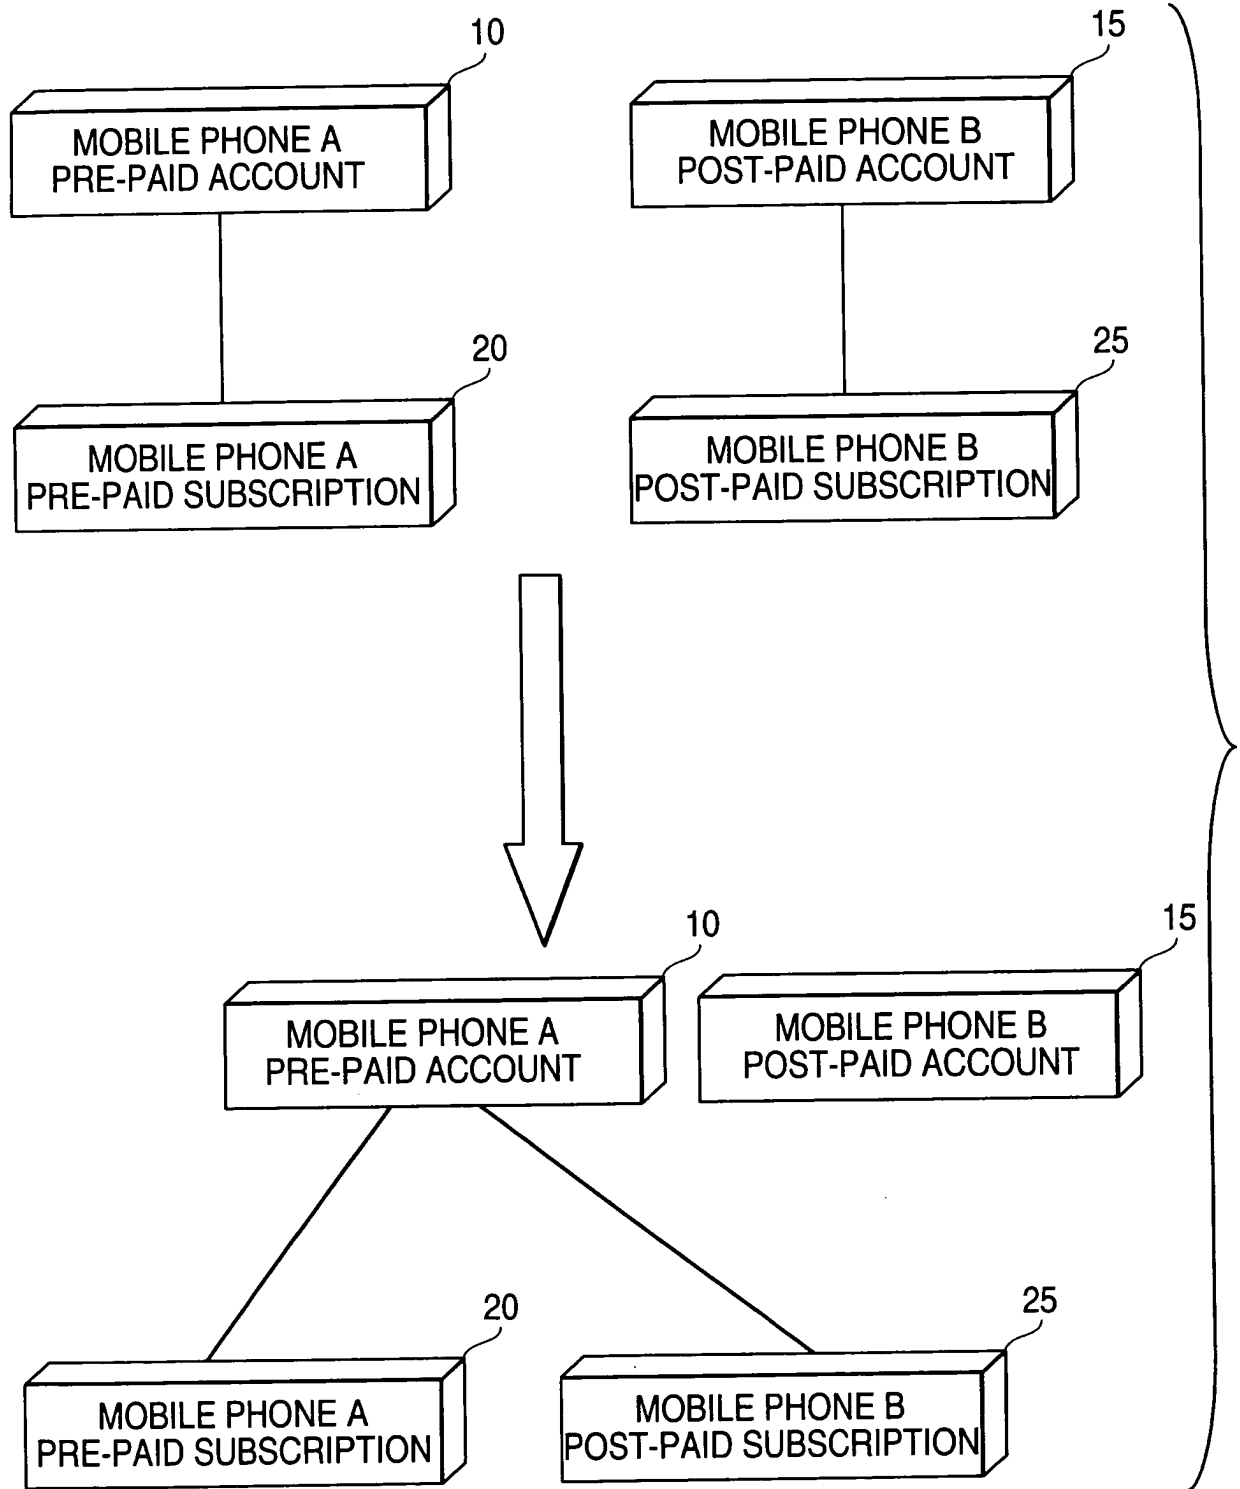 10
15
MOBILE PHONE A
PRE-PAID ACCOUNT
MOBILE PHONE B
POST-PAID ACCOUNT
20
25
MOBILE PHONE A
PRE-PAID SUBSCRIPTION
MOBILE PHONE B
POST-PAID SUBSCRIPTION
10
15
MOBILE PHONE A
PRE-PAID ACCOUNT
MOBILE PHONE B
POST-PAID ACCOUNT
20
25
MOBILE PHONE A
PRE-PAID SUBSCRIPTION
MOBILE PHONE B
POST-PAID SUBSCRIPTION